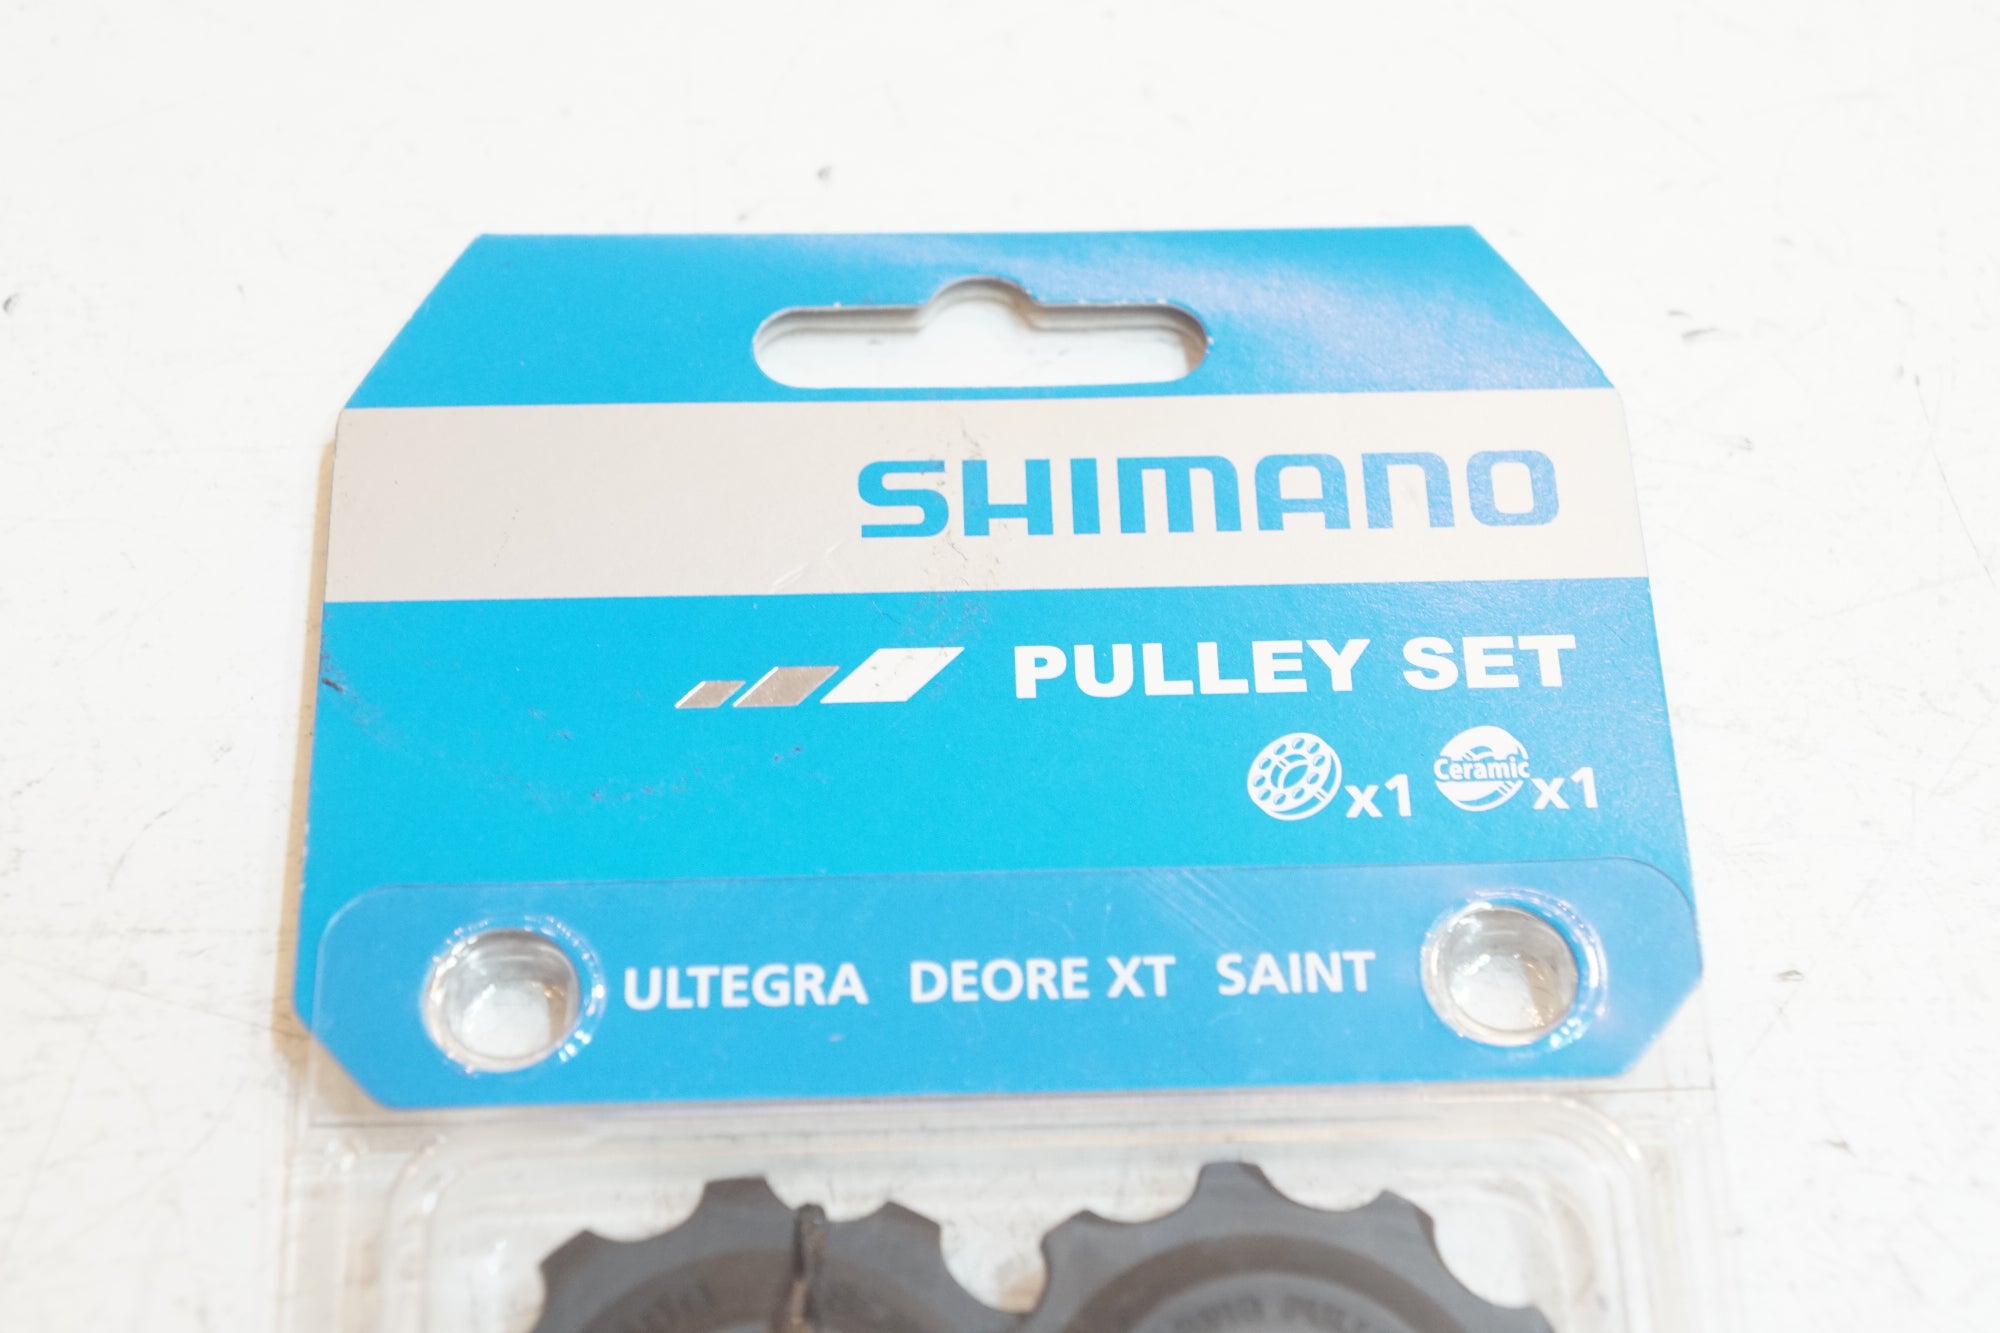 SHIMANO
PULLEY SET
x1 Ceramic x1
ULTEGRA DEORE XT SAINT